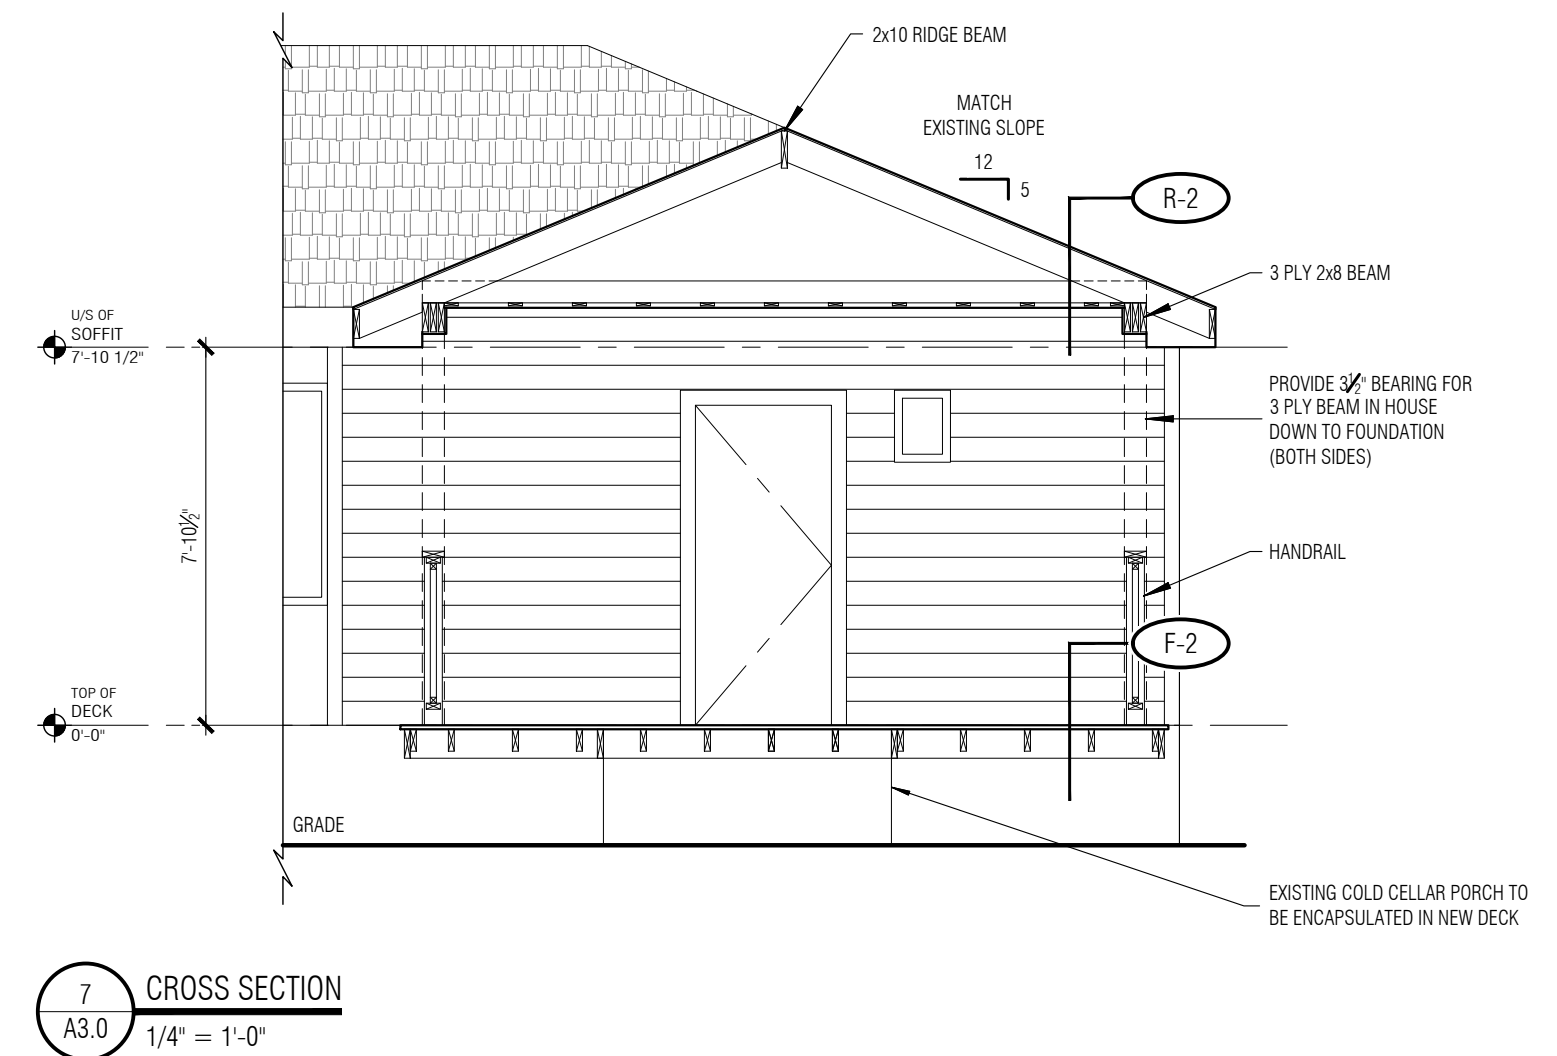 2x10 RIDGE BEAM
MATCH
EXISTING SLOPE
12
5
R-2
3 PLY 2x8 BEAM
U/S OF
SOFFIT
7'-10 1/2"
PROVIDE 3½" BEARING FOR
3 PLY BEAM IN HOUSE
DOWN TO FOUNDATION
(BOTH SIDES)
7'-10½"
HANDRAIL
F-2
TOP OF
DECK
0'-0"
GRADE
EXISTING COLD CELLAR PORCH TO
BE ENCAPSULATED IN NEW DECK
7
A3.0
CROSS SECTION
1/4" = 1'-0"